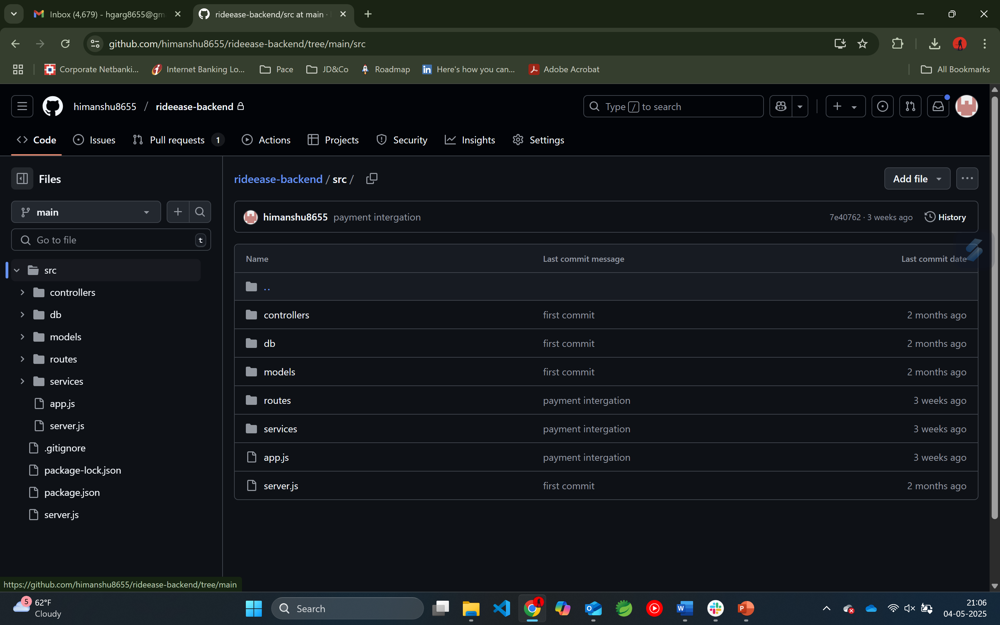 Inbox (4,679) - hgarg8655@gm
rideease-backend/src at main ·
github.com/himanshu8655/rideease-backend/tree/main/src
Corporate Netbanki...
Internet Banking Lo...
Pace
JD&Co
Roadmap
Here's how you can...
Adobe Acrobat
All Bookmarks
himanshu8655 / rideease-backend
Type / to search
Code
Issues
Pull requests 1
Actions
Projects
Security
Insights
Settings
Files
main
Go to file
t
src
controllers
db
models
routes
services
app.js
server.js
.gitignore
package-lock.json
package.json
server.js
rideease-backend / src /
Add file
himanshu8655 payment intergation
7e40762 · 3 weeks ago
History
Name Last commit message Last commit date
..
controllers first commit 2 months ago
db first commit 2 months ago
models first commit 2 months ago
routes payment intergation 3 weeks ago
services payment intergation 3 weeks ago
app.js payment intergation 3 weeks ago
server.js first commit 2 months ago
https://github.com/himanshu8655/rideease-backend/tree/main
5
62°F
Cloudy
Search
21:06
04-05-2025